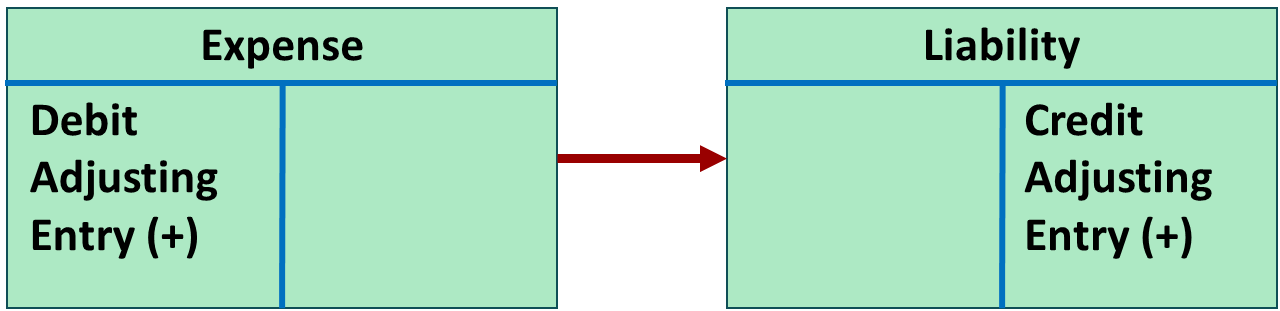 Expense
Debit
Adjusting
Entry (+)
Liability
Credit
Adjusting
Entry (+)